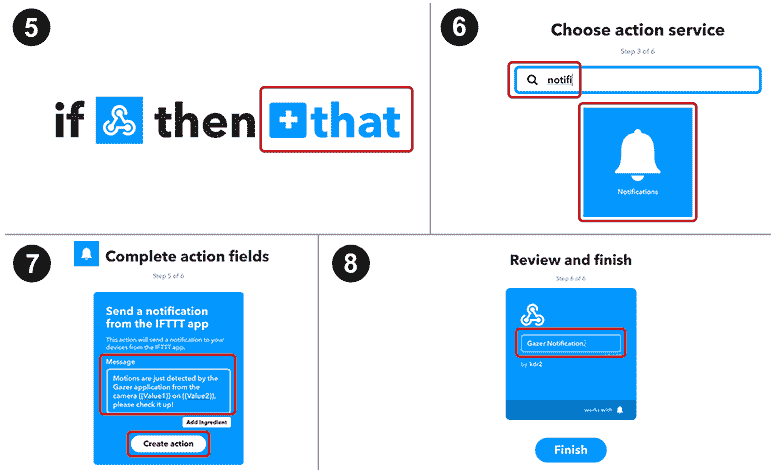 5
if then +that
6
Choose action service
Step 3 of 6
notifi
Notifications
7
Complete action fields
Step 5 of 6
Send a notification
from the IFTTT app
This action will send a notification to your
devices from the IFTTT app.
Message
Motions are just detected by the
Gazer application from the
camera {{Value1}} on {{Value2}},
please check it up!
Add ingredient
Create action
8
Review and finish
Step 6 of 6
Gazer Notification.
by kdr2
works with
Finish